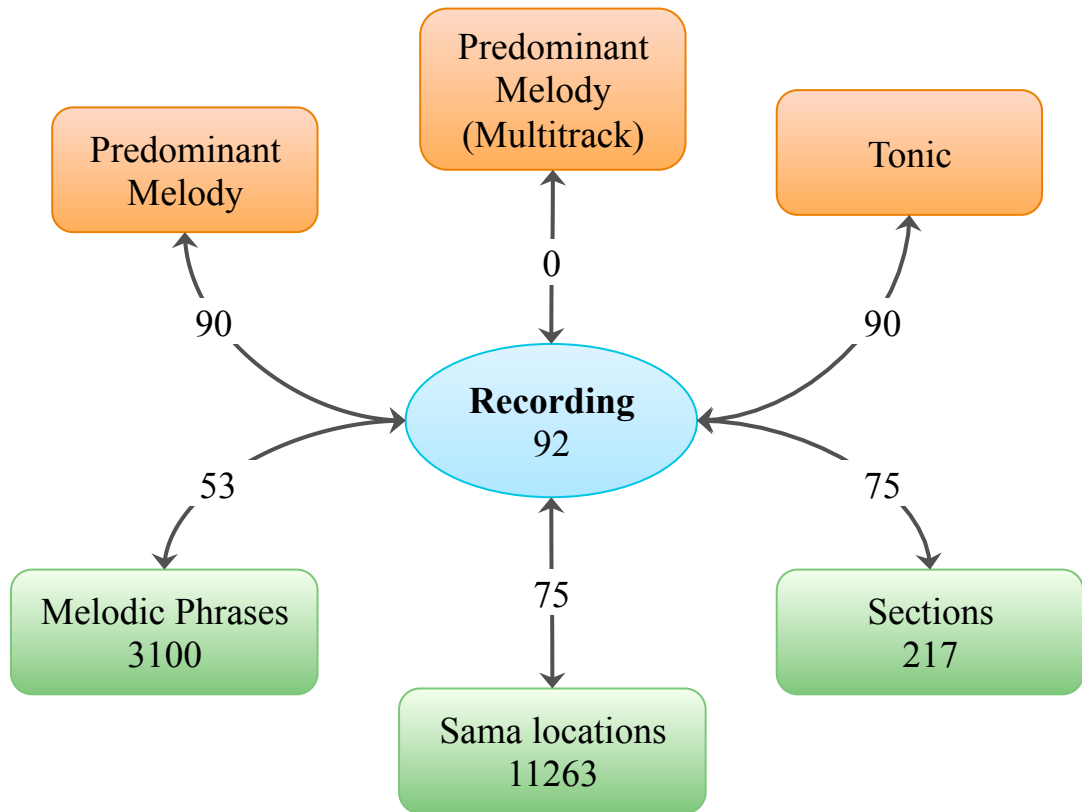 Predominant
Melody
(Multitrack)
Predominant
Melody
Tonic
0
90
90
Recording
92
53
75
75
Melodic Phrases
3100
Sections
217
Sama locations
11263